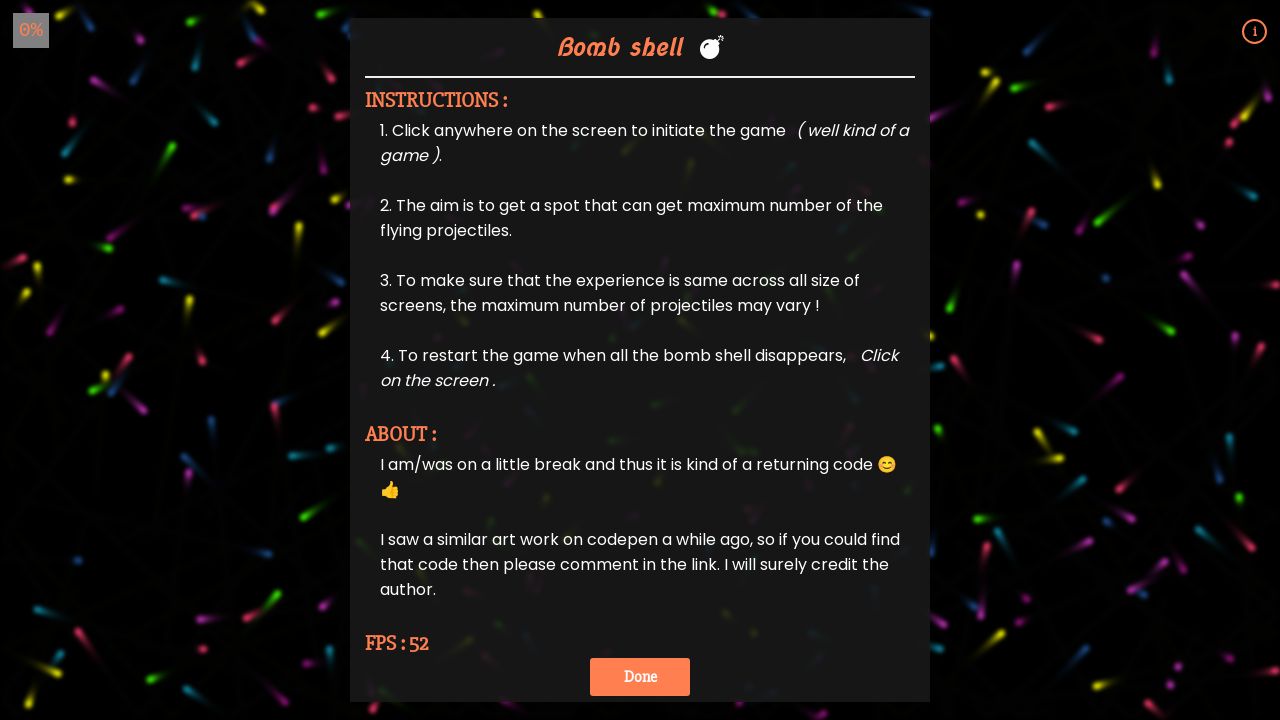 0%
i
Bomb shell 💣
INSTRUCTIONS :
1. Click anywhere on the screen to initiate the game ( well kind of a
game ).
2. The aim is to get a spot that can get maximum number of the
flying projectiles.
3. To make sure that the experience is same across all size of
screens, the maximum number of projectiles may vary !
4. To restart the game when all the bomb shell disappears, Click
on the screen .
ABOUT :
I am/was on a little break and thus it is kind of a returning code 😊
👍
I saw a similar art work on codepen a while ago, so if you could find
that code then please comment in the link. I will surely credit the
author.
FPS : 52
Done